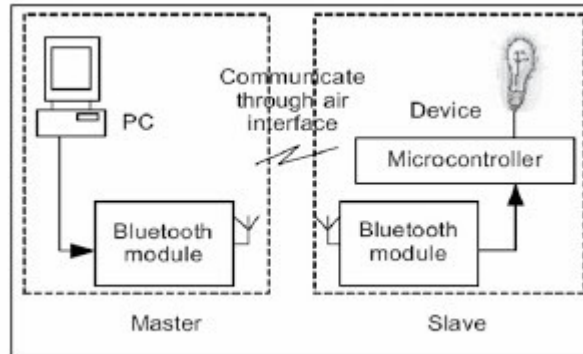 PC
Communicate
through air
interface
Device
Microcontroller
Bluetooth
module
Bluetooth
module
Master
Slave